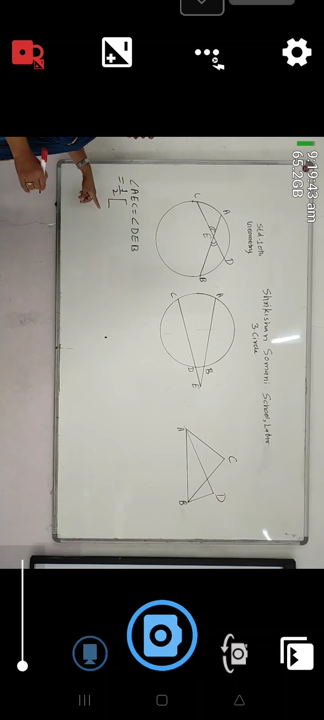 9:19:43 am
65.2GB
Shrikishan Somani School, Latur
Std-10th
Geometry
3-Circle
A
C
E
D
B
A
C
B
D
E
C
D
A
B
∠AEC = ∠DEB
= 1/2 [